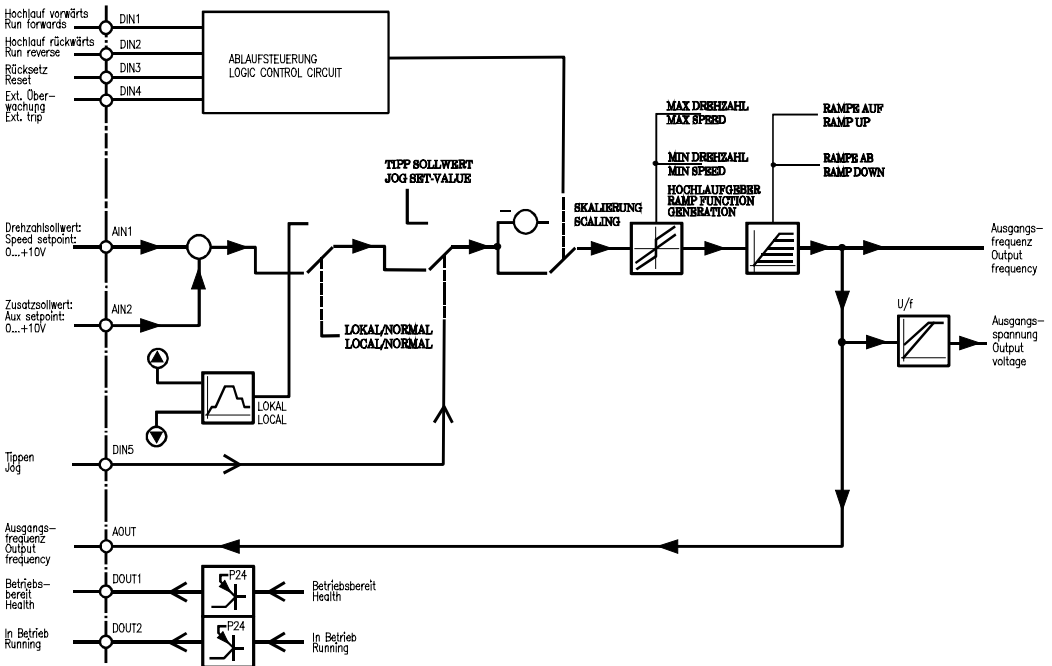 Hochlauf vorwärts
Run forwards
DIN1
Hochlauf rückwärts
Run reverse
DIN2
Rücksetz
Reset
DIN3
Ext. Über-
wachung
Ext. trip
DIN4
ABLAUFSTEUERUNG
LOGIC CONTROL CIRCUIT
MAX DREHZAHL
MAX SPEED
RAMPE AUF
RAMP UP
MIN DREHZAHL
MIN SPEED
RAMPE AB
RAMP DOWN
TIPP SOLLWERT
JOG SET-VALUE
HOCHLAUFGEBER
RAMP FUNCTION
GENERATION
SKALIERUNG
SCALING
Drehzahlsollwert:
Speed setpoint:
0...+10V
AIN1
–
Ausgangs-
frequenz
Output
frequency
Zusatzsollwert:
Aux setpoint:
0...+10V
AIN2
LOKAL/NORMAL
LOCAL/NORMAL
U/f
Ausgangs-
spannung
Output
voltage
LOKAL
LOCAL
Tippen
Jog
DIN5
Ausgangs-
frequenz
Output
frequency
AOUT
Betriebs-
bereit
Health
DOUT1
P24
Betriebsbereit
Health
In Betrieb
Running
DOUT2
P24
In Betrieb
Running